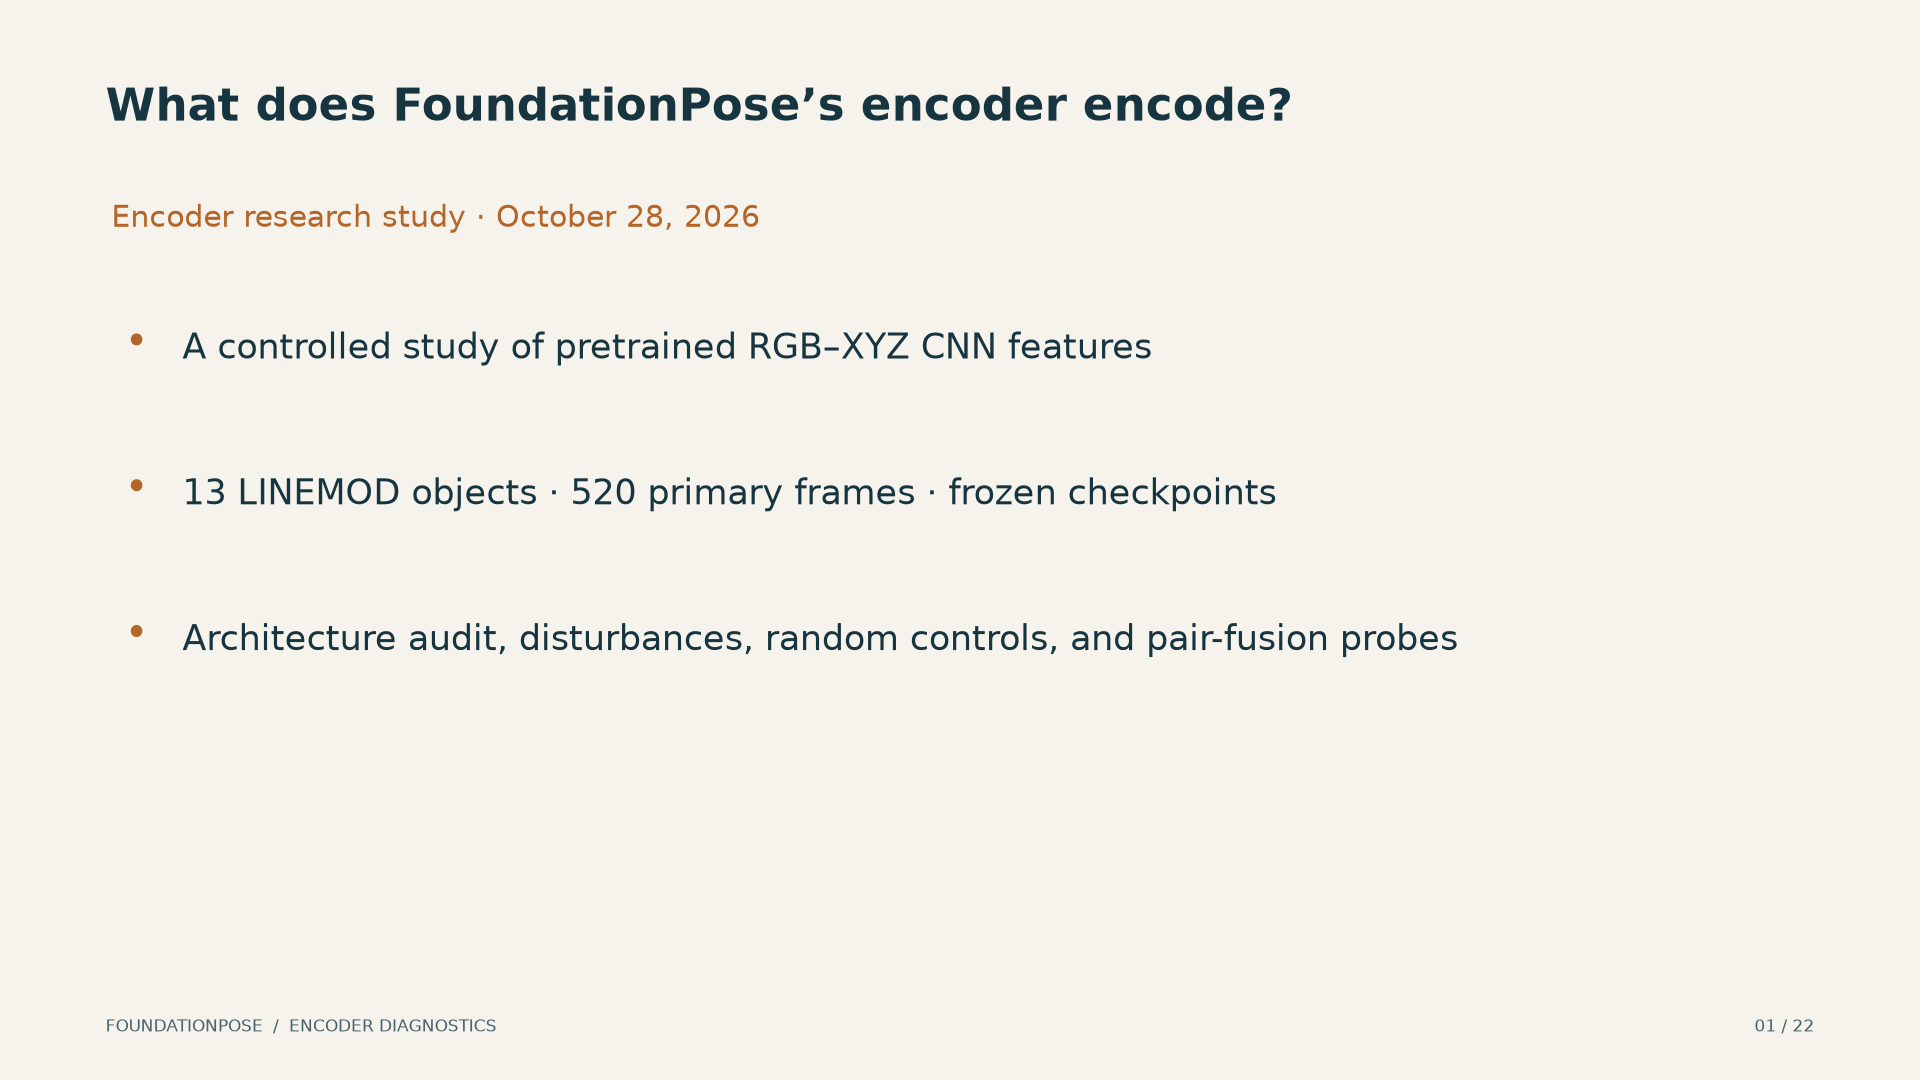 What does FoundationPose’s encoder encode?
Encoder research study · October 28, 2026
• A controlled study of pretrained RGB–XYZ CNN features
• 13 LINEMOD objects · 520 primary frames · frozen checkpoints
• Architecture audit, disturbances, random controls, and pair-fusion probes
FOUNDATIONPOSE / ENCODER DIAGNOSTICS
01 / 22